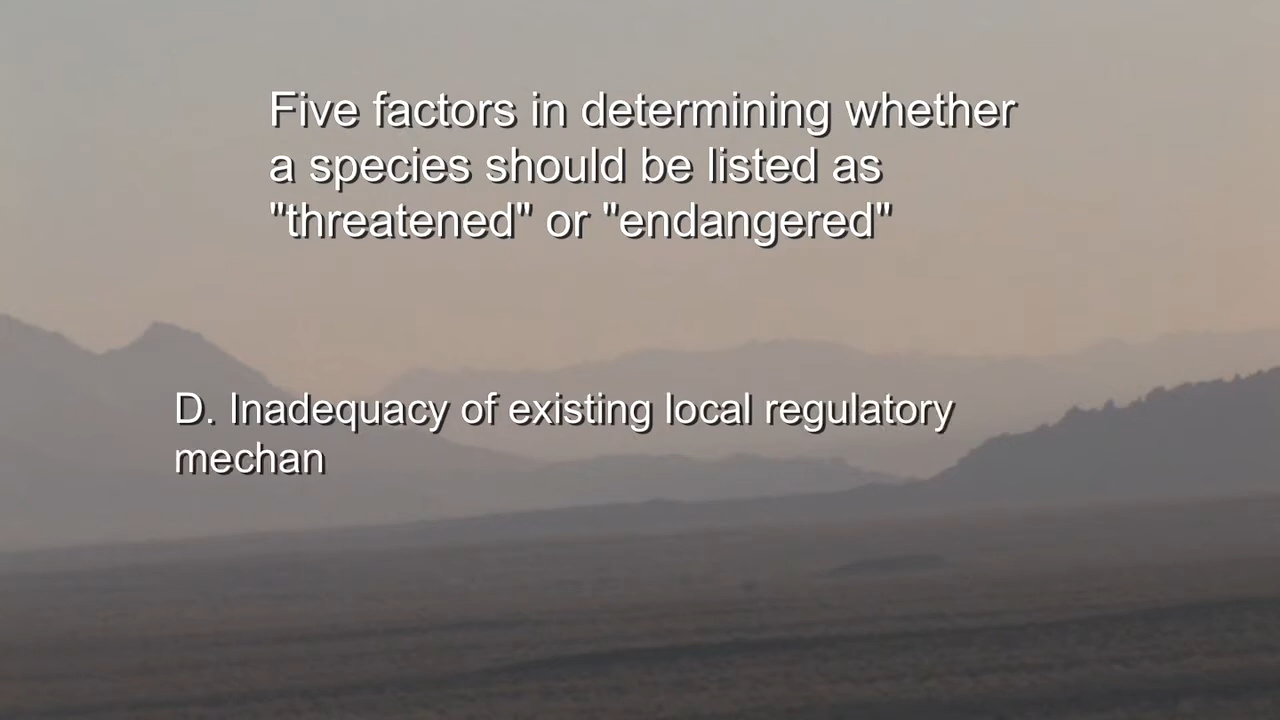 Five factors in determining whether
a species should be listed as
"threatened" or "endangered"
D. Inadequacy of existing local regulatory
mechan